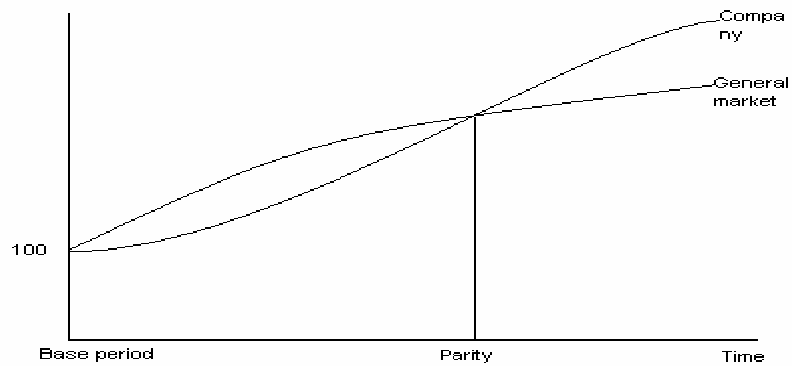 Compa
ny
General
market
100
Base period
Parity
Time